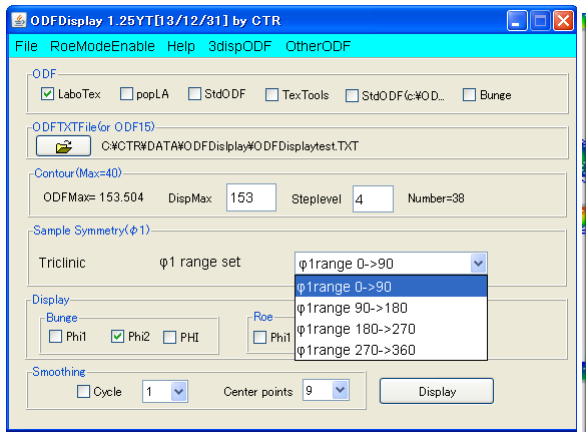 ODFDisplay 1.25YT[13/12/31] by CTR
File RoeModeEnable Help 3dispODF OtherODF
ODF
LaboTex popLA StdODF TexTools StdODF(c:¥OD... Bunge
ODFTXTFile(or ODF15)
C:¥CTR¥DATA¥ODFDislplay¥ODFDisplaytest.TXT
Contour(Max=40)
ODFMax= 153.504 DispMax 153 Steplevel 4 Number=38
Sample Symmetry(φ1)
Triclinic φ1 range set φ1range 0->90
φ1range 0->90
φ1range 90->180
φ1range 180->270
φ1range 270->360
Display
Bunge Roe
Phi1 Phi2 PHI Phi1
Smoothing
Cycle 1 Center points 9 Display